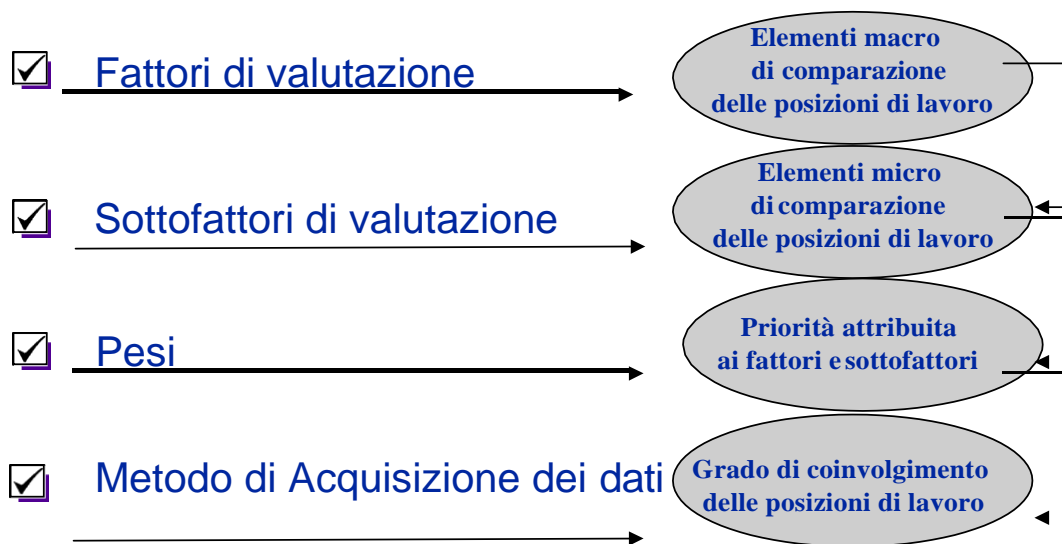 Fattori di valutazione
Elementi macro
di comparazione
delle posizioni di lavoro
Sottofattori di valutazione
Elementi micro
di comparazione
delle posizioni di lavoro
Pesi
Priorità attribuita
ai fattori e sottofattori
Metodo di Acquisizione dei dati
Grado di coinvolgimento
delle posizioni di lavoro